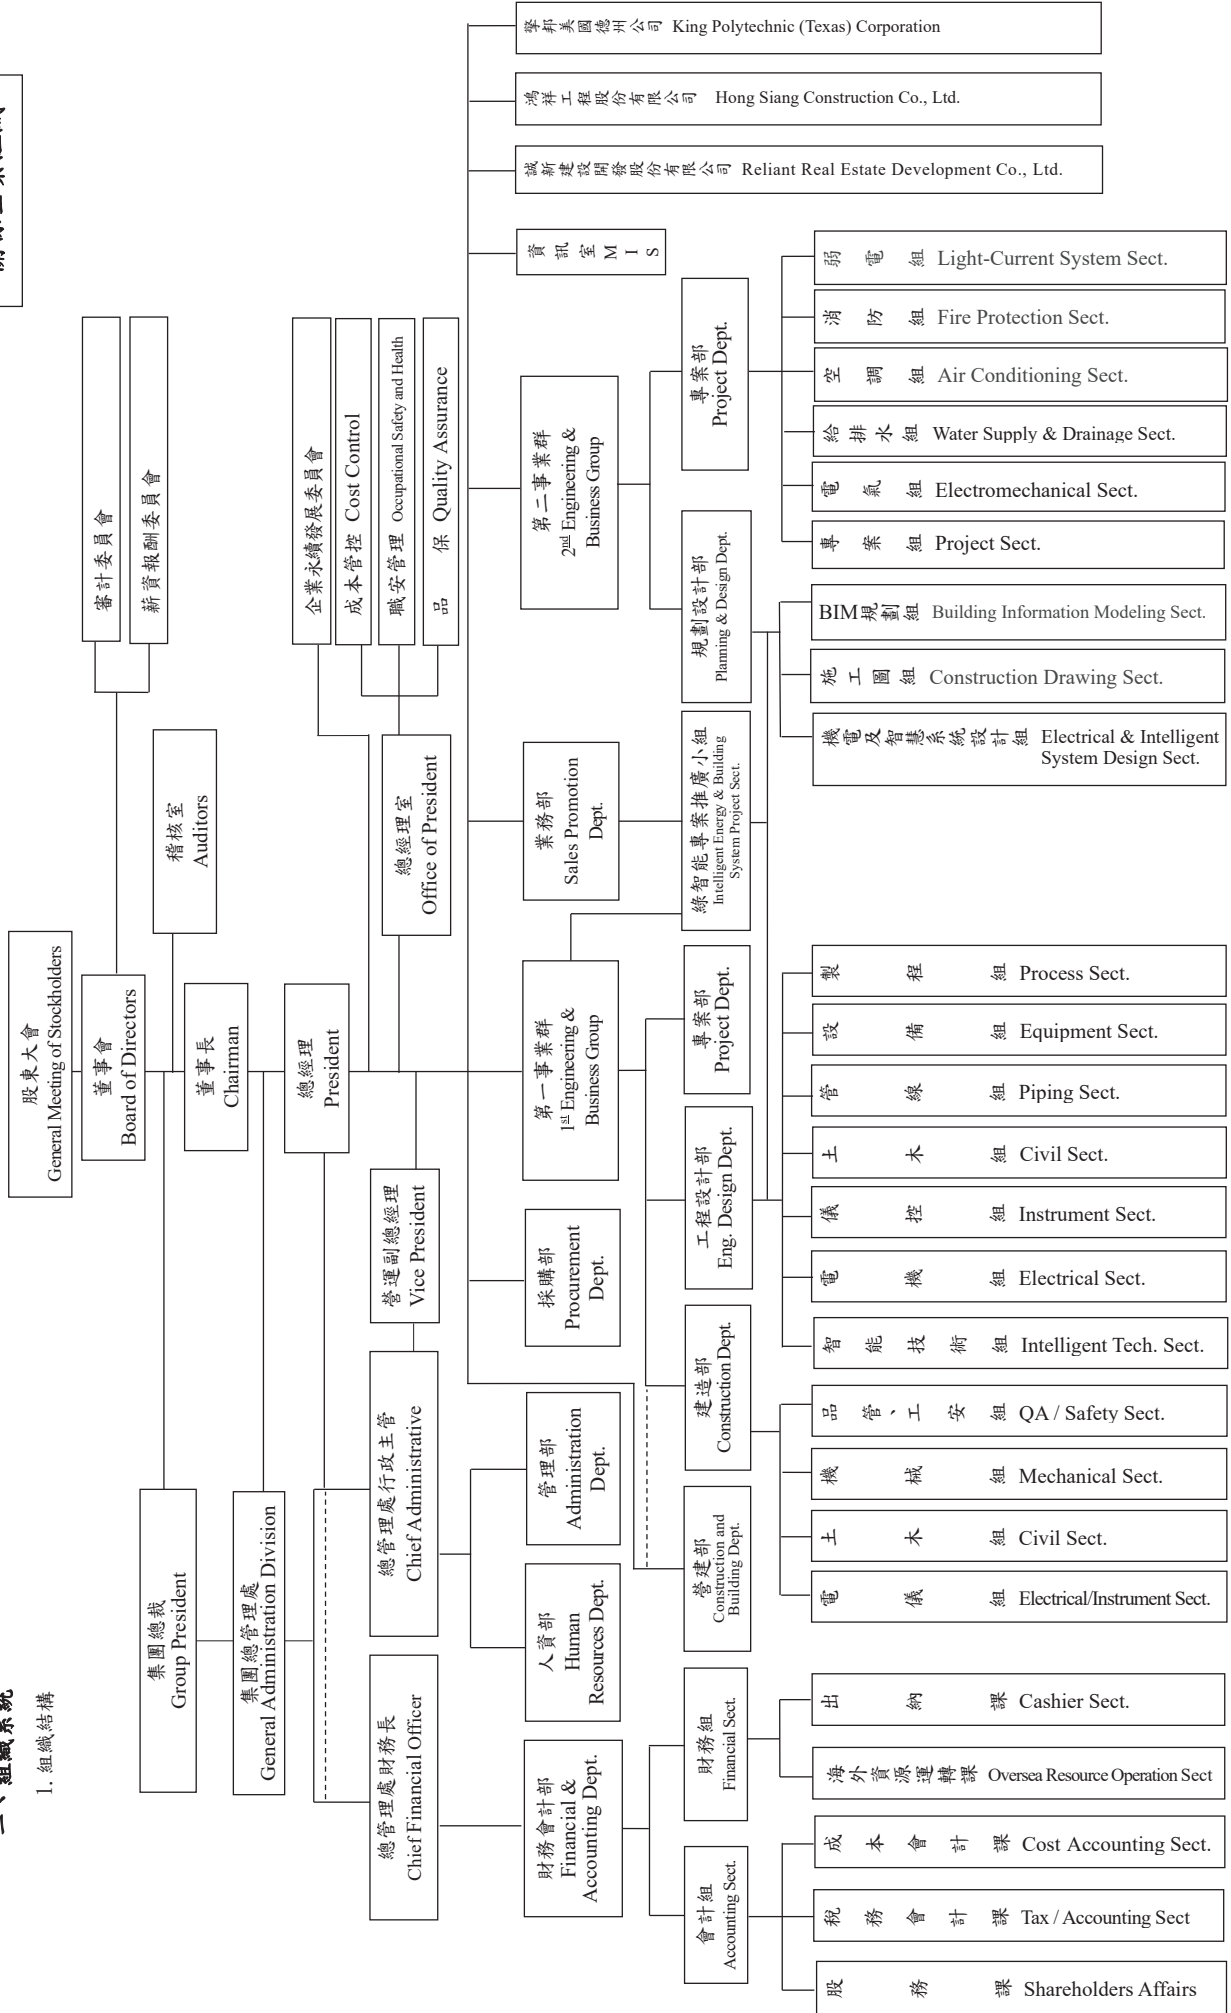 組織系統
1. 組織結構
股東大會
General Meeting of Stockholders
董事會
Board of Directors
審計委員會
薪資報酬委員會
稽核室
Auditors
集團總裁
Group President
董事長
Chairman
集團總管理處
General Administration Division
總經理
President
企業永續發展委員會
成本管控 Cost Control
職安管理 Occupational Safety and Health
品保 Quality Assurance
總經理室
Office of President
總管理處財務長
Chief Financial Officer
總管理處行政主管
Chief Administrative
營運副總經理
Vice President
財務會計部
Financial &
Accounting Dept.
人資部
Human
Resources Dept.
管理部
Administration
Dept.
採購部
Procurement
Dept.
第一事業群
1st Engineering &
Business Group
業務部
Sales Promotion
Dept.
第二事業群
2nd Engineering &
Business Group
資訊室MIS
誠新建設開發股份有限公司 Reliant Real Estate Development Co., Ltd.
鴻祥工程股份有限公司 Hong Siang Construction Co., Ltd.
擎邦美國德州公司 King Polytechnic (Texas) Corporation
會計組
Accounting Sect.
財務組
Financial Sect.
營建部
Construction and
Building Dept.
建造部
Construction Dept.
工程設計部
Eng. Design Dept.
專案部
Project Dept.
綠智能專案推廣小組
Intelligent Energy & Building
System Project Sect.
規劃設計部
Planning & Design Dept.
專案部
Project Dept.
股務課 Shareholders Affairs
稅務會計課 Tax / Accounting Sect
成本會計課 Cost Accounting Sect.
海外資源運轉課 Oversea Resource Operation Sect
出納課 Cashier Sect.
電儀組 Electrical/Instrument Sect.
土木組 Civil Sect.
機械組 Mechanical Sect.
品管、工安組 QA / Safety Sect.
智能技術組 Intelligent Tech. Sect.
電機組 Electrical Sect.
儀控組 Instrument Sect.
土木組 Civil Sect.
管線組 Piping Sect.
設備組 Equipment Sect.
製程組 Process Sect.
機電及智慧系統設計組 Electrical & Intelligent
System Design Sect.
施工圖組 Construction Drawing Sect.
BIM規劃組 Building Information Modeling Sect.
專案組 Project Sect.
電氣組 Electromechanical Sect.
給排水組 Water Supply & Drainage Sect.
空調組 Air Conditioning Sect.
消防組 Fire Protection Sect.
弱電組 Light-Current System Sect.